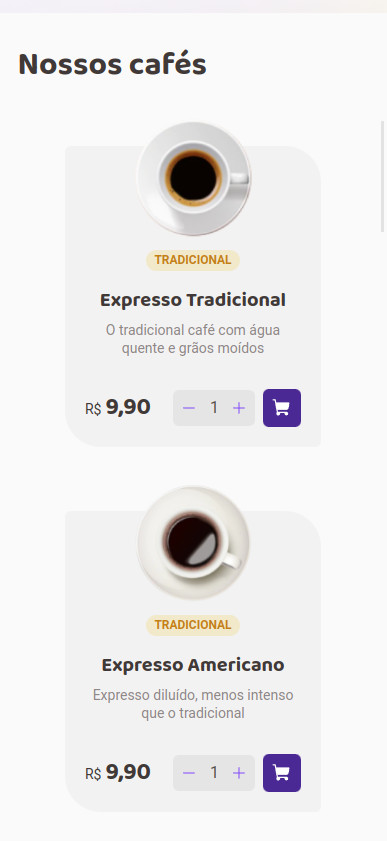 Nossos cafés
TRADICIONAL
Expresso Tradicional
O tradicional café com água
quente e grãos moídos
R$ 9,90 1
TRADICIONAL
Expresso Americano
Expresso diluído, menos intenso
que o tradicional
R$ 9,90 1